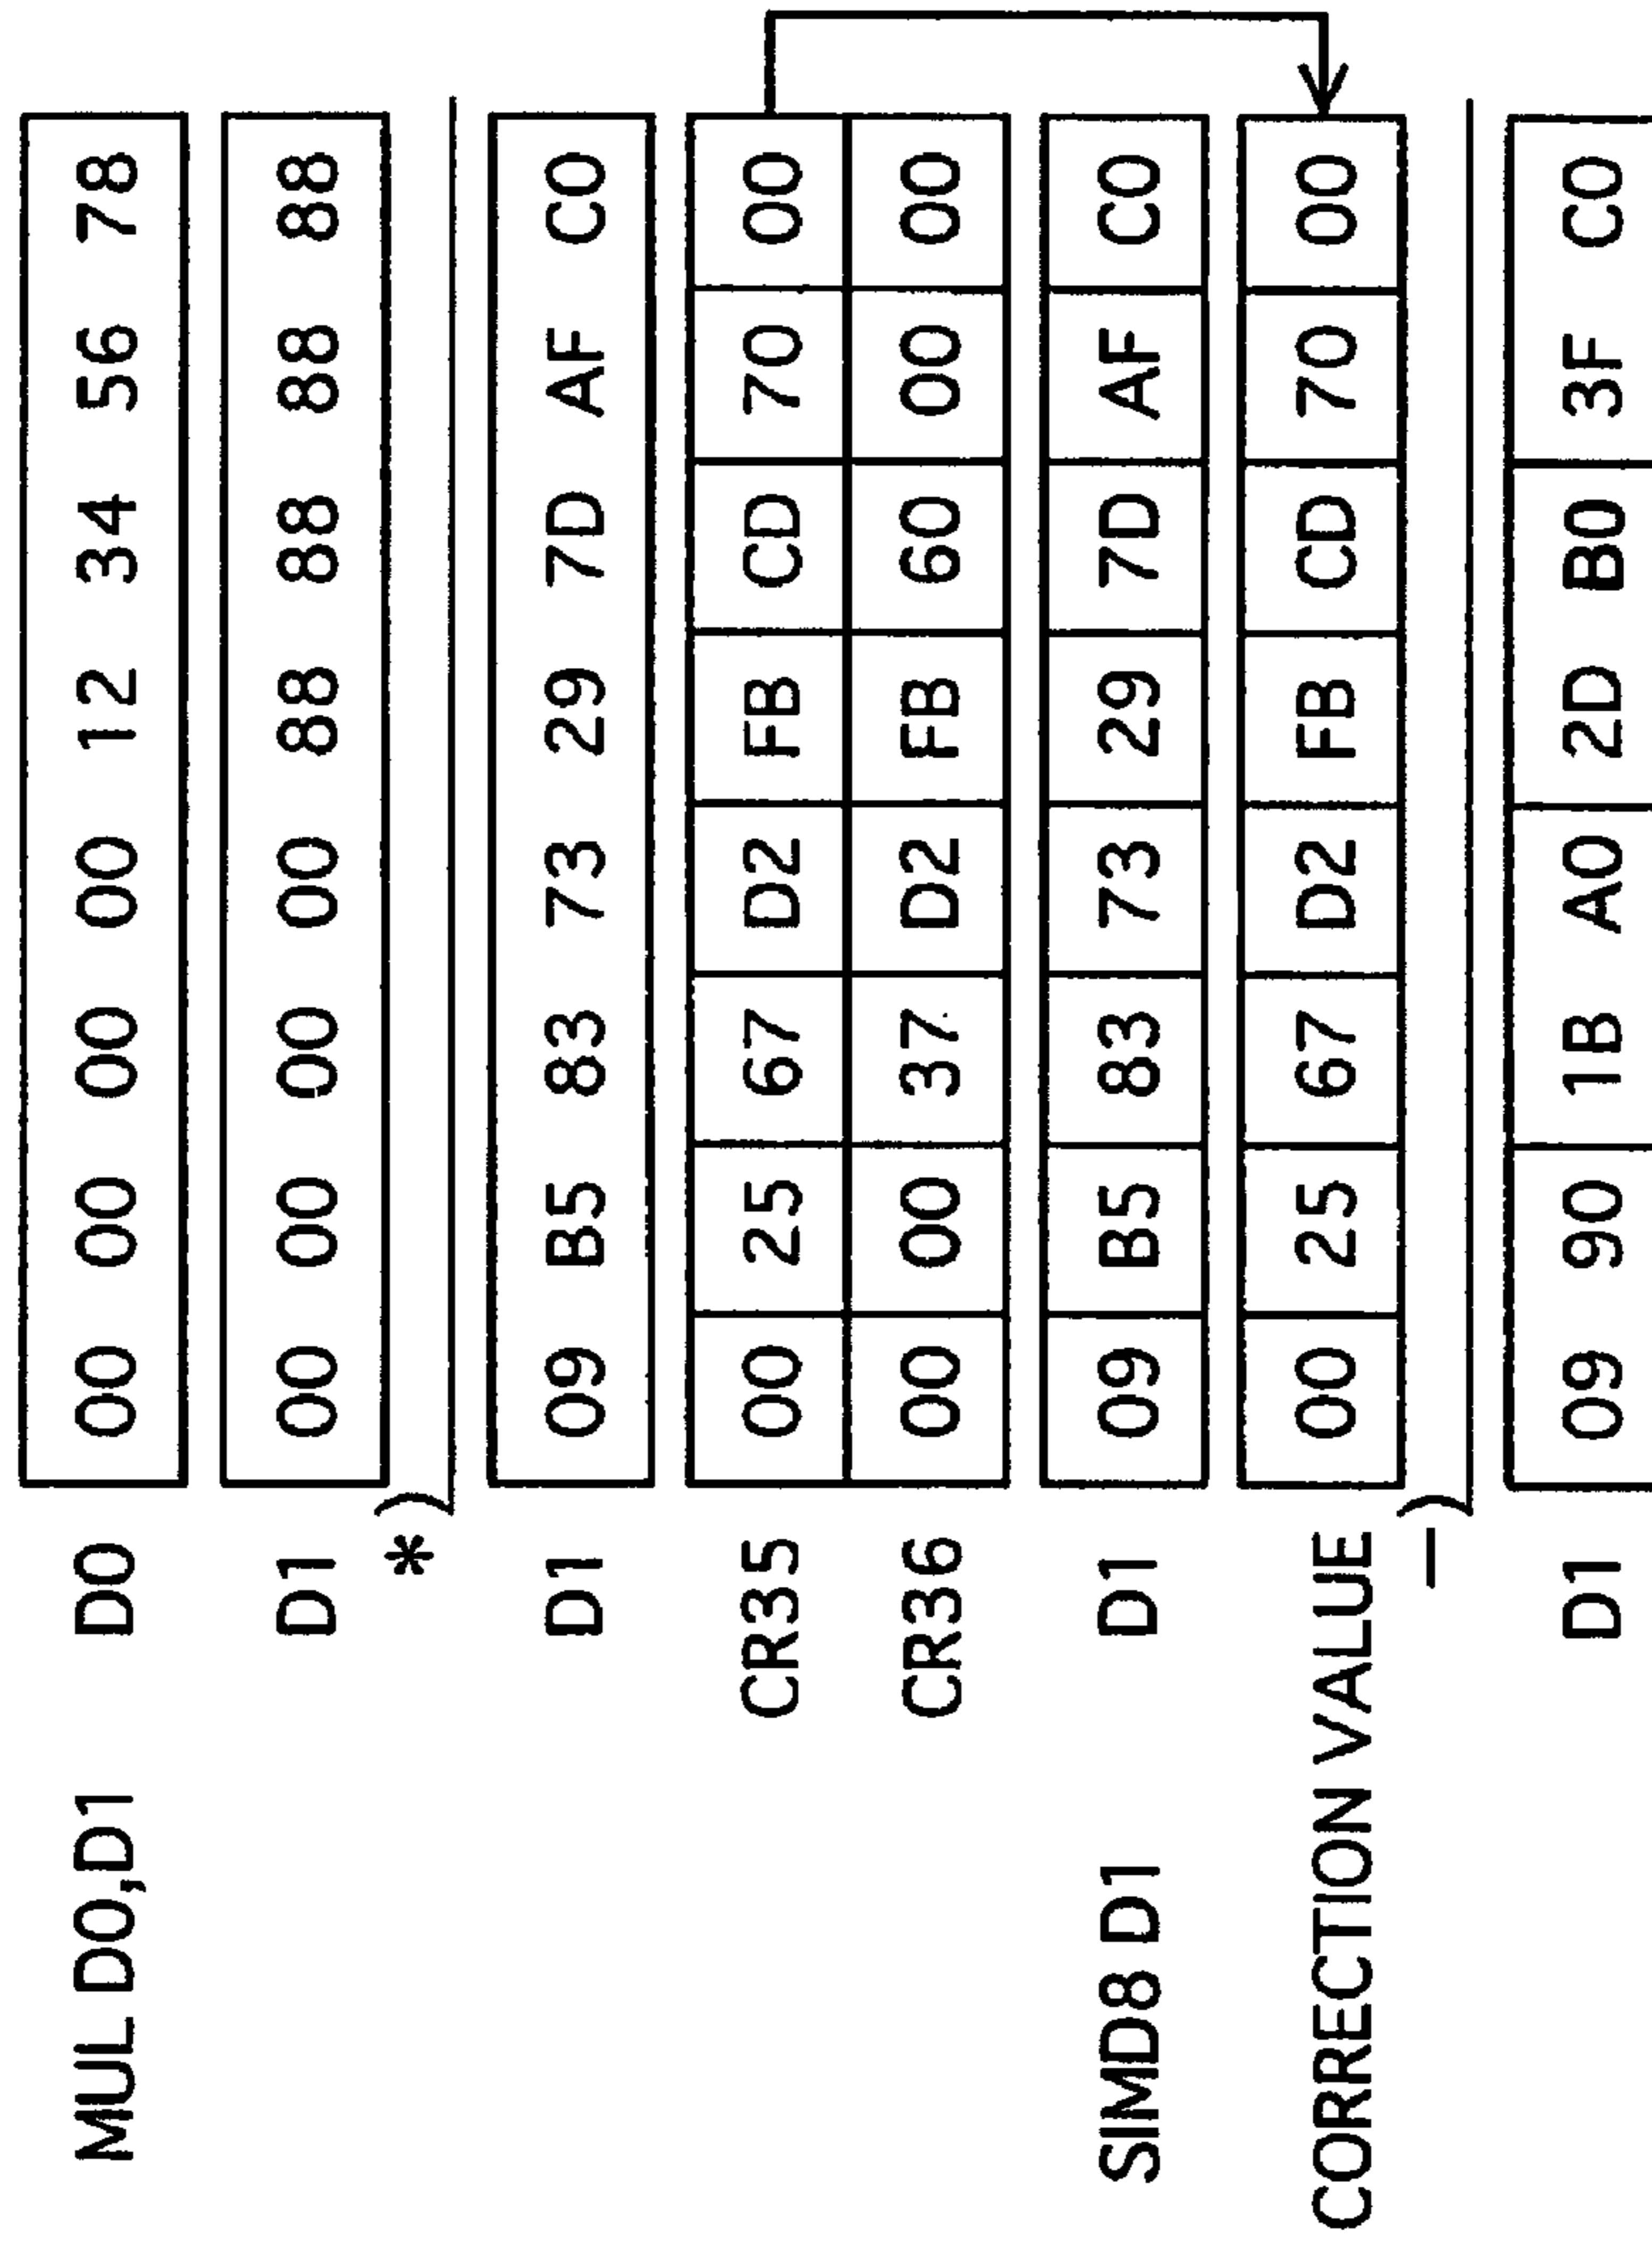 MUL D0,D1 D0 00 00 00 00 12 34 56 78
D1 00 00 00 00 88 88 88 88
*)
D1 09 B5 83 73 29 7D AF C0
CR35 00 25 67 D2 FB CD 70 00
CR36 00 00 37 D2 FB 60 00 00
SIMD8 D1 D1 09 B5 83 73 29 7D AF C0
CORRECTION VALUE 00 25 67 D2 FB CD 70 00
—)
D1 09 90 1B A0 2D B0 3F C0